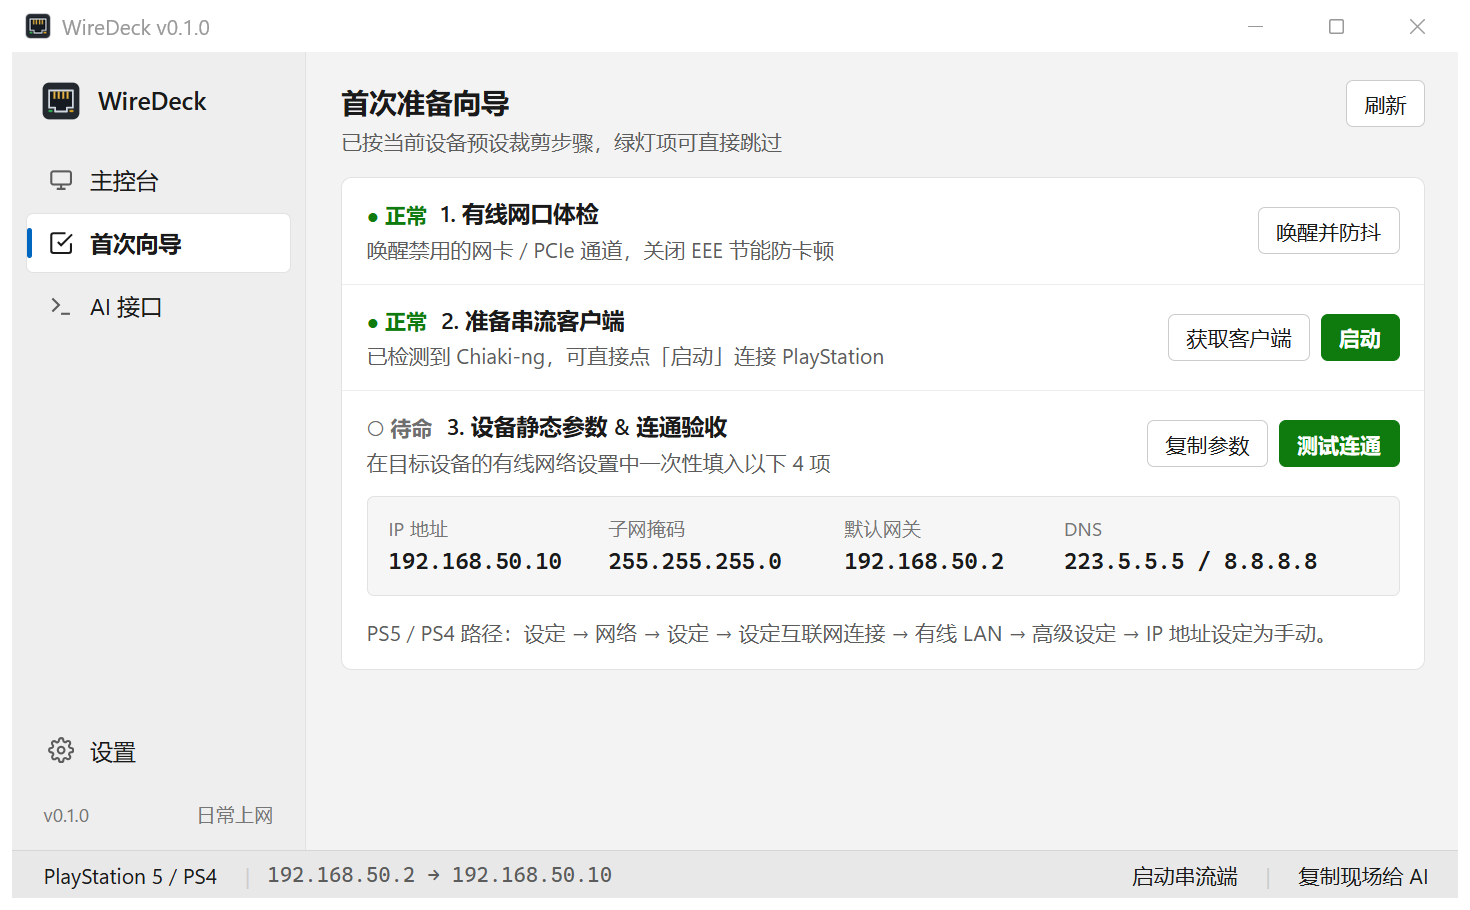 WireDeck v0.1.0
WireDeck
主控台
首次向导
AI 接口
设置
v0.1.0 日常上网
首次准备向导
刷新
已按当前设备预设裁剪步骤，绿灯项可直接跳过
正常 1. 有线网口体检
唤醒禁用的网卡 / PCIe 通道，关闭 EEE 节能防卡顿
唤醒并防抖
正常 2. 准备串流客户端
已检测到 Chiaki-ng，可直接点「启动」连接 PlayStation
获取客户端 启动
待命 3. 设备静态参数 & 连通验收
在目标设备的有线网络设置中一次性填入以下 4 项
复制参数 测试连通
IP 地址 子网掩码 默认网关 DNS
192.168.50.10 255.255.255.0 192.168.50.2 223.5.5.5 / 8.8.8.8
PS5 / PS4 路径：设定 → 网络 → 设定 → 设定互联网连接 → 有线 LAN → 高级设定 → IP 地址设定为手动。
PlayStation 5 / PS4 | 192.168.50.2 → 192.168.50.10 启动串流端 | 复制现场给 AI